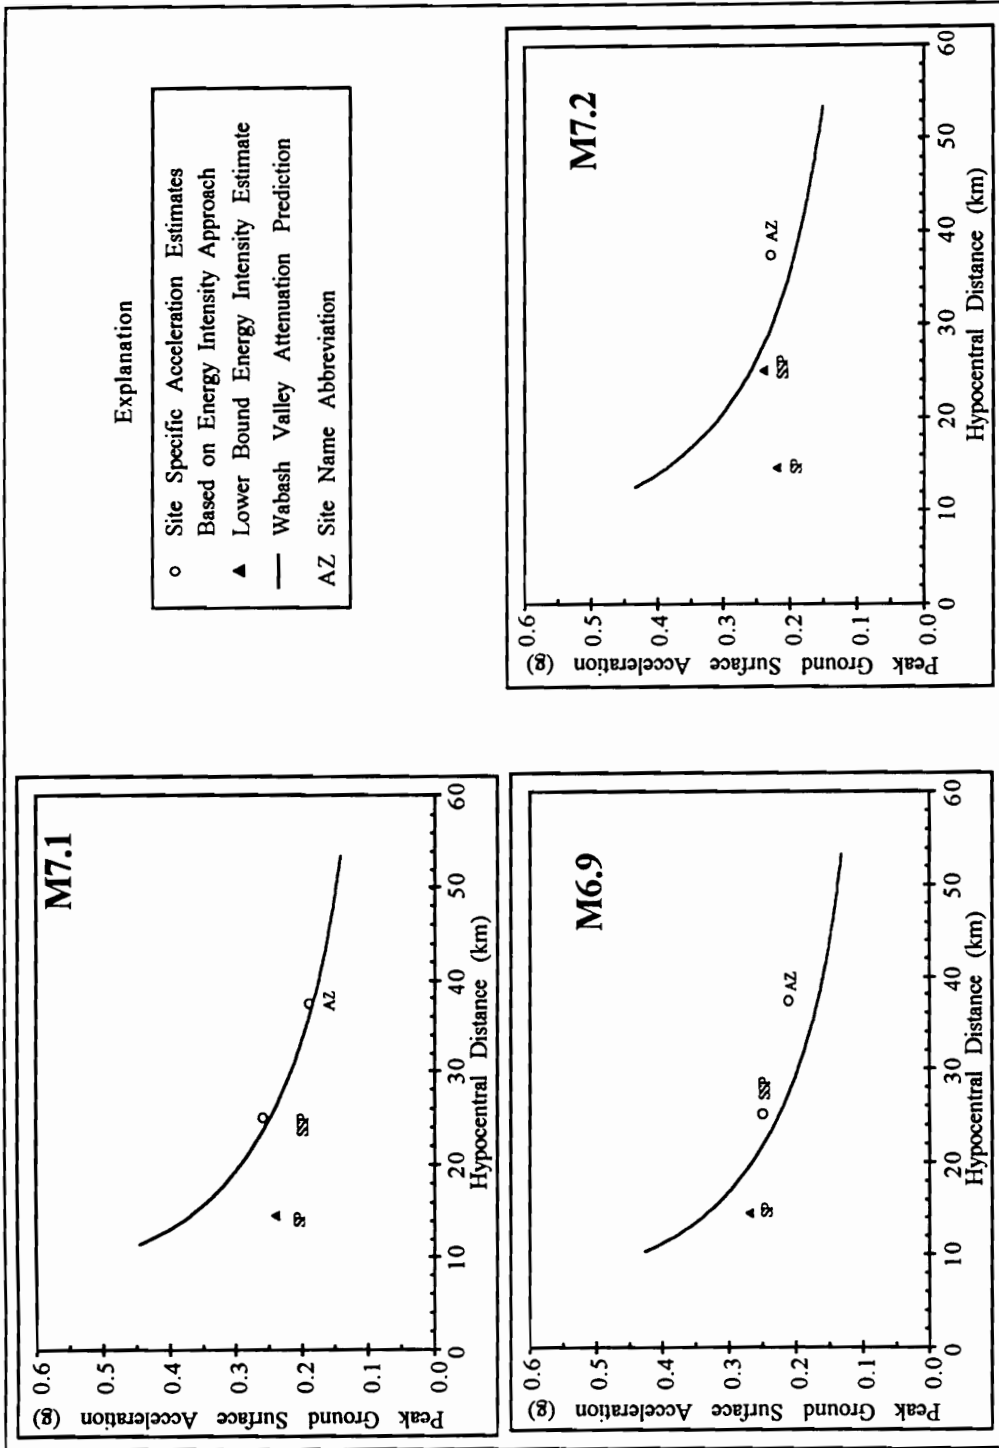 M7.1
Peak Ground Surface Acceleration (g)
0.6
0.5
0.4
0.3
0.2
0.1
0.0
0 10 20 30 40 50 60
Hypocentral Distance (km)
SP
SSP
AZ
Explanation
Site Specific Acceleration Estimates
Based on Energy Intensity Approach
Lower Bound Energy Intensity Estimate
Wabash Valley Attenuation Prediction
AZ Site Name Abbreviation
M6.9
Peak Ground Surface Acceleration (g)
0.6
0.5
0.4
0.3
0.2
0.1
0.0
0 10 20 30 40 50 60
Hypocentral Distance (km)
SP
SSP
AZ
M7.2
Peak Ground Surface Acceleration (g)
0.6
0.5
0.4
0.3
0.2
0.1
0.0
0 10 20 30 40 50 60
Hypocentral Distance (km)
SP
SSP
AZ